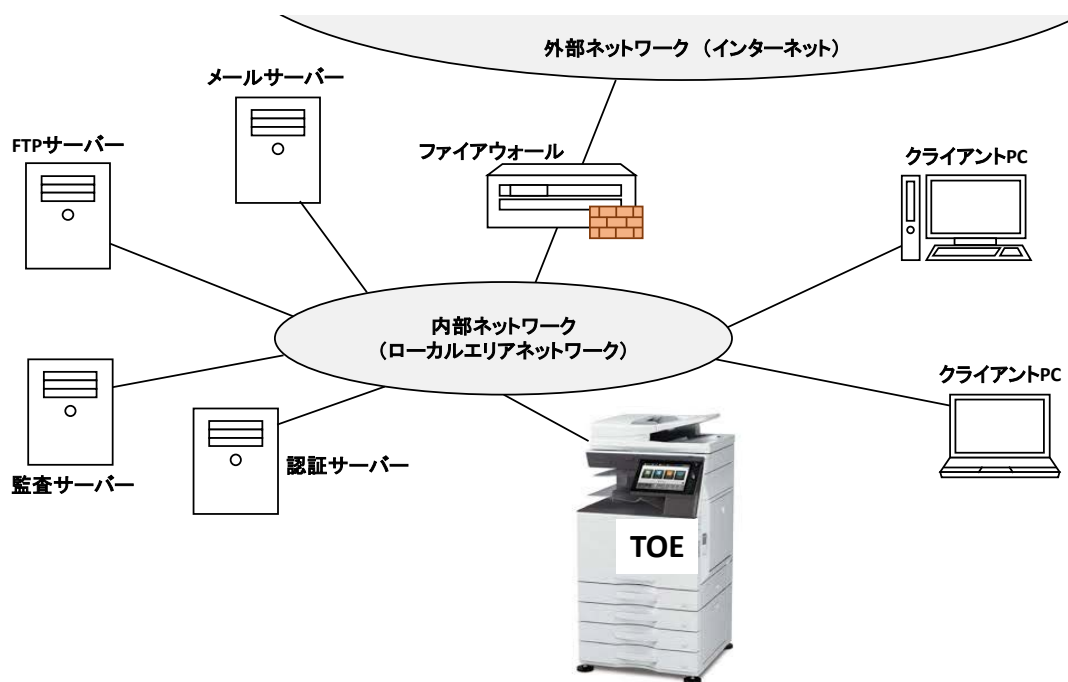 外部ネットワーク（インターネット）
メールサーバー
FTPサーバー
ファイアウォール
クライアントPC
内部ネットワーク
（ローカルエリアネットワーク）
クライアントPC
監査サーバー
認証サーバー
TOE